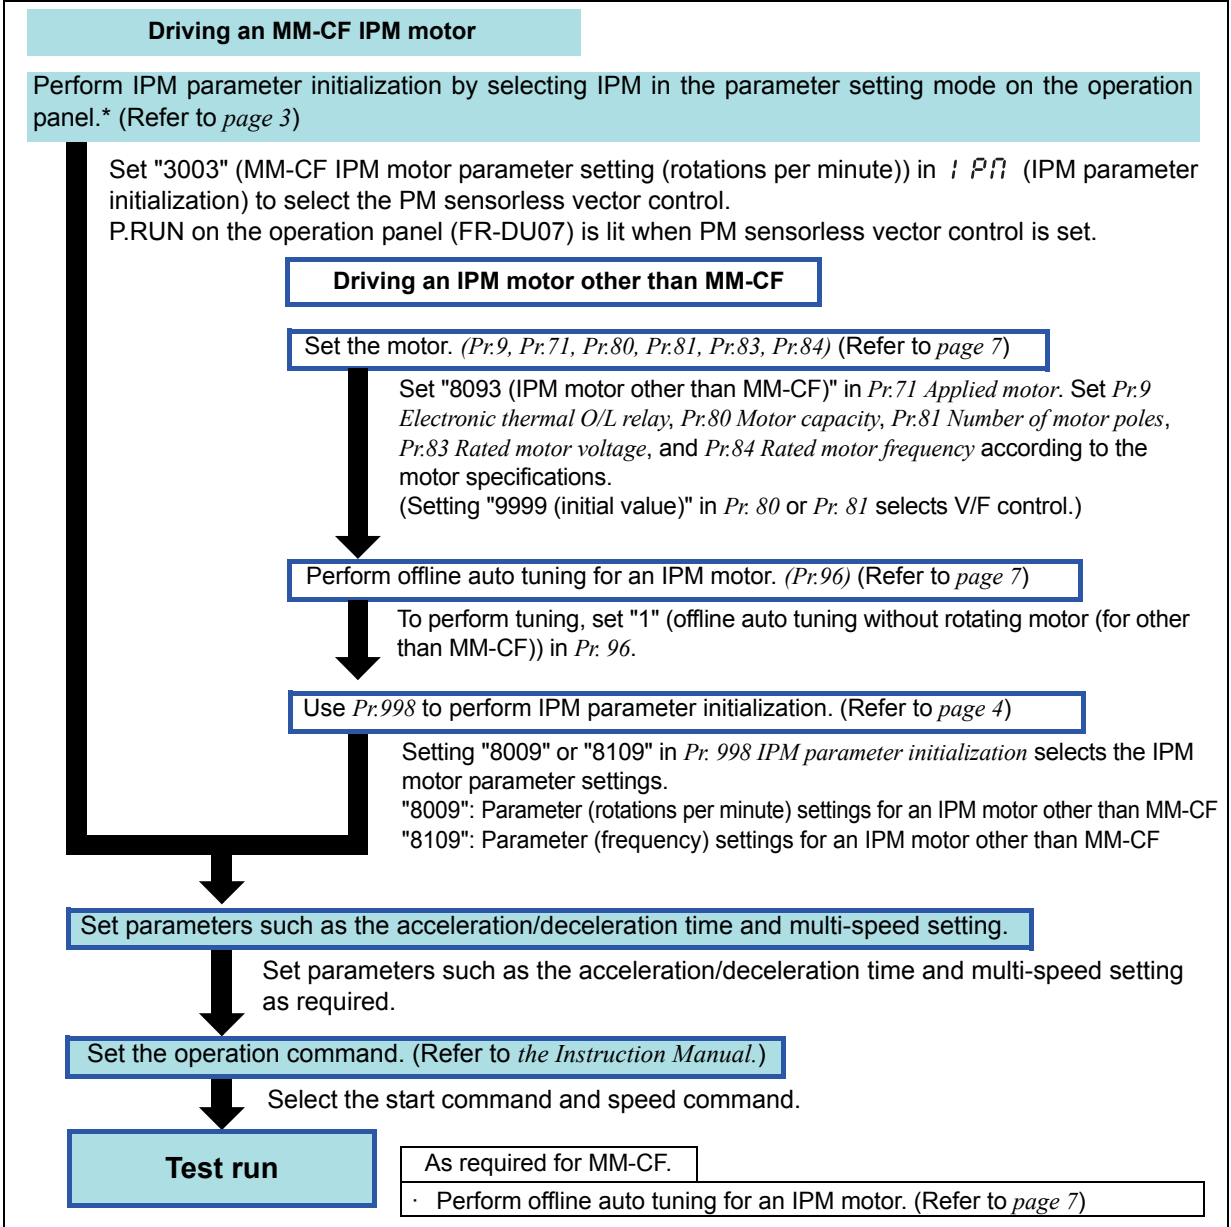 Driving an MM-CF IPM motor
Perform IPM parameter initialization by selecting IPM in the parameter setting mode on the operation
panel.* (Refer to page 3)
Set "3003" (MM-CF IPM motor parameter setting (rotations per minute)) in IPM (IPM parameter
initialization) to select the PM sensorless vector control.
P.RUN on the operation panel (FR-DU07) is lit when PM sensorless vector control is set.
Driving an IPM motor other than MM-CF
Set the motor. (Pr.9, Pr.71, Pr.80, Pr.81, Pr.83, Pr.84) (Refer to page 7)
Set "8093 (IPM motor other than MM-CF)" in Pr.71 Applied motor. Set Pr.9
Electronic thermal O/L relay, Pr.80 Motor capacity, Pr.81 Number of motor poles,
Pr.83 Rated motor voltage, and Pr.84 Rated motor frequency according to the
motor specifications.
(Setting "9999 (initial value)" in Pr. 80 or Pr. 81 selects V/F control.)
Perform offline auto tuning for an IPM motor. (Pr.96) (Refer to page 7)
To perform tuning, set "1" (offline auto tuning without rotating motor (for other
than MM-CF)) in Pr. 96.
Use Pr.998 to perform IPM parameter initialization. (Refer to page 4)
Setting "8009" or "8109" in Pr. 998 IPM parameter initialization selects the IPM
motor parameter settings.
"8009": Parameter (rotations per minute) settings for an IPM motor other than MM-CF
"8109": Parameter (frequency) settings for an IPM motor other than MM-CF
Set parameters such as the acceleration/deceleration time and multi-speed setting.
Set parameters such as the acceleration/deceleration time and multi-speed setting
as required.
Set the operation command. (Refer to the Instruction Manual.)
Select the start command and speed command.
Test run
As required for MM-CF.
· Perform offline auto tuning for an IPM motor. (Refer to page 7)